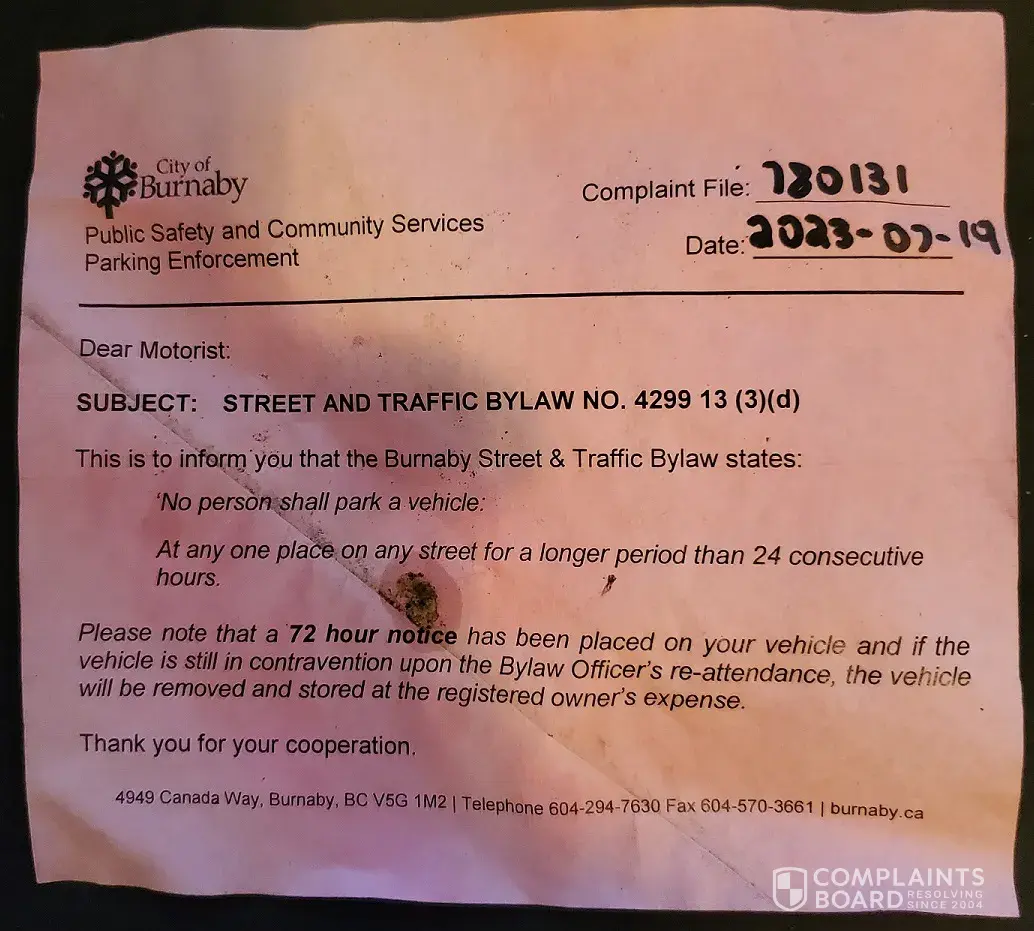 City of
Burnaby
Public Safety and Community Services
Parking Enforcement
Complaint File: 780131
Date: 2023-07-19
Dear Motorist:
SUBJECT: STREET AND TRAFFIC BYLAW NO. 4299 13 (3)(d)
This is to inform you that the Burnaby Street & Traffic Bylaw states:
'No person shall park a vehicle:
At any one place on any street for a longer period than 24 consecutive
hours.
Please note that a 72 hour notice has been placed on your vehicle and if the
vehicle is still in contravention upon the Bylaw Officer's re-attendance, the vehicle
will be removed and stored at the registered owner's expense.
Thank you for your cooperation.
4949 Canada Way, Burnaby, BC V5G 1M2 | Telephone 604-294-7630 Fax 604-570-3661 | burnaby.ca
COMPLAINTS
BOARD RESOLVING
SINCE 2004